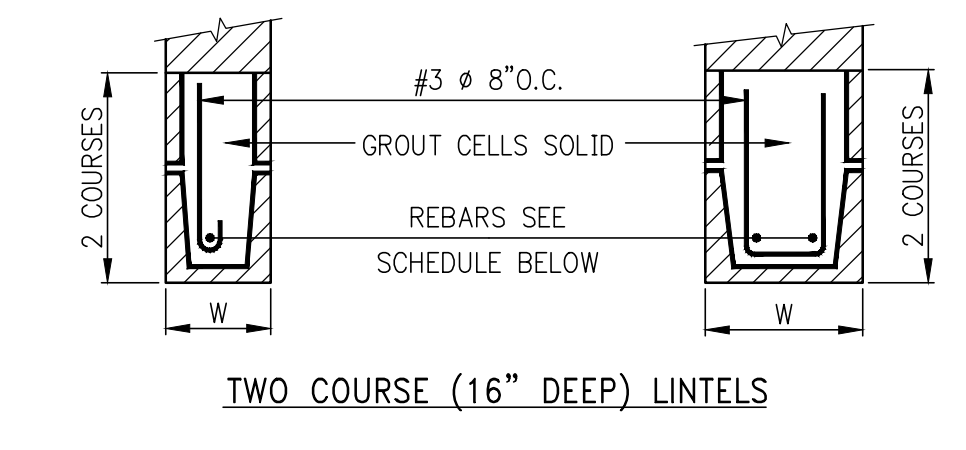 #3 ⌀ 8”O.C.
2 COURSES
GROUT CELLS SOLID
2 COURSES
REBARS SEE
SCHEDULE BELOW
W
W
TWO COURSE (16” DEEP) LINTELS